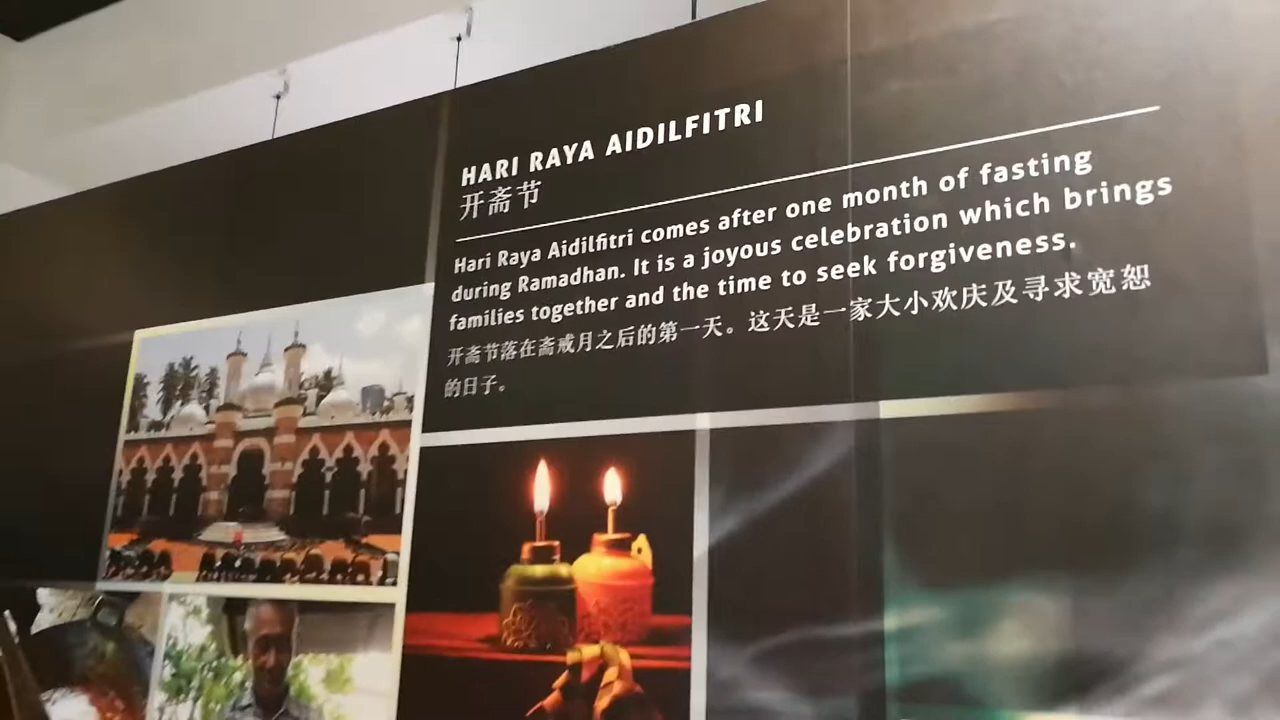 HARI RAYA AIDILFITRI
开斋节
Hari Raya Aidilfitri comes after one month of fasting
during Ramadhan. It is a joyous celebration which brings
families together and the time to seek forgiveness.
开斋节落在斋戒月之后的第一天。这天是一家大小欢庆及寻求宽恕
的日子。